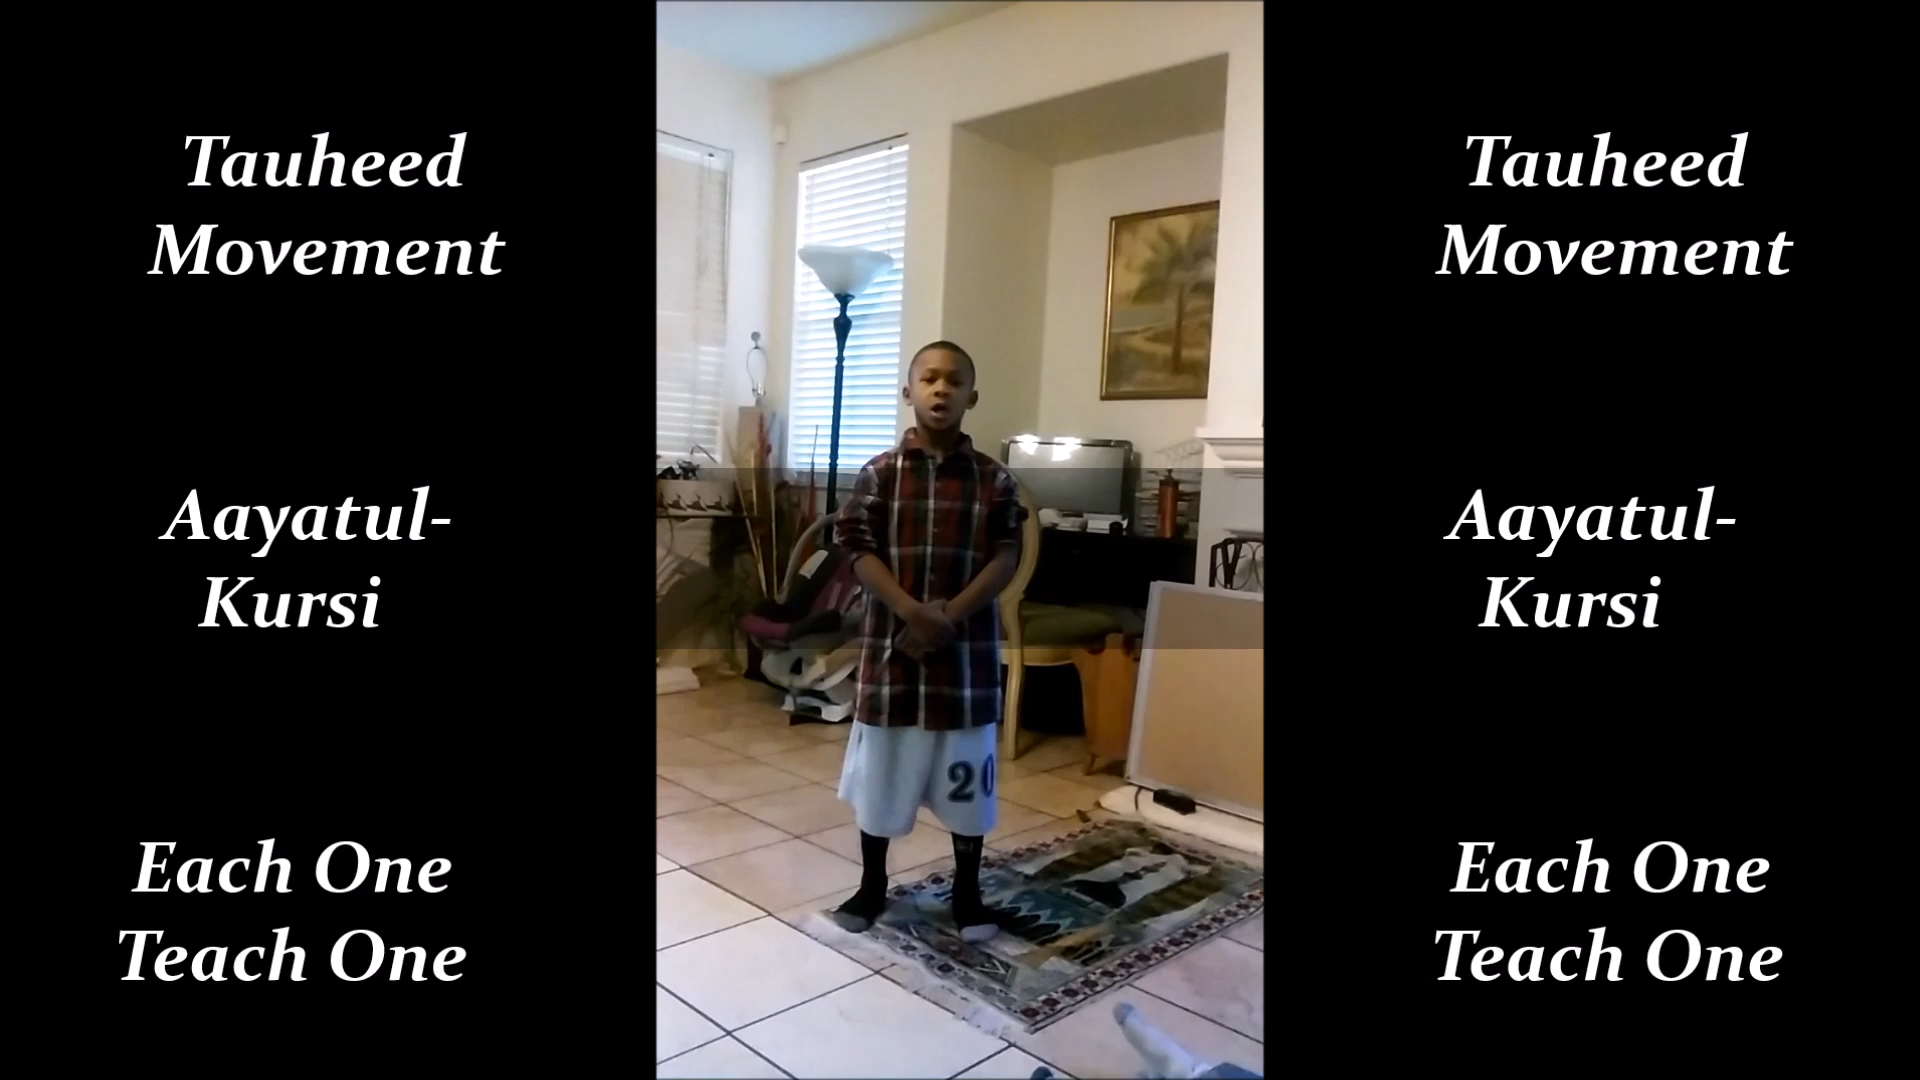 Tauheed
Movement
Aayatul-
Kursi
Each One
Teach One
20
Tauheed
Movement
Aayatul-
Kursi
Each One
Teach One